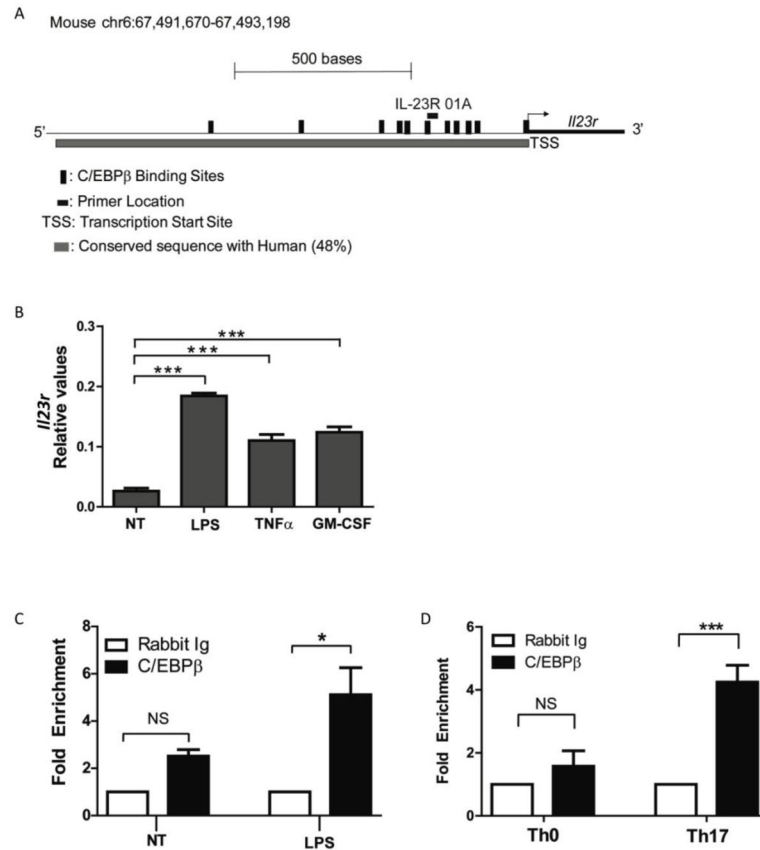 A
Mouse chr6:67,491,670-67,493,198
500 bases
IL-23R 01A
Il23r
5'
3'
TSS
: C/EBPβ Binding Sites
: Primer Location
TSS: Transcription Start Site
: Conserved sequence with Human (48%)
B
Il23r
Relative values
0.3
0.2
0.1
0.0
***
***
***
NT LPS TNFα GM-CSF
C
Fold Enrichment
8
6
4
2
0
Rabbit Ig
C/EBPβ
NS
*
NT LPS
D
Fold Enrichment
6
4
2
0
Rabbit Ig
C/EBPβ
NS
***
Th0 Th17